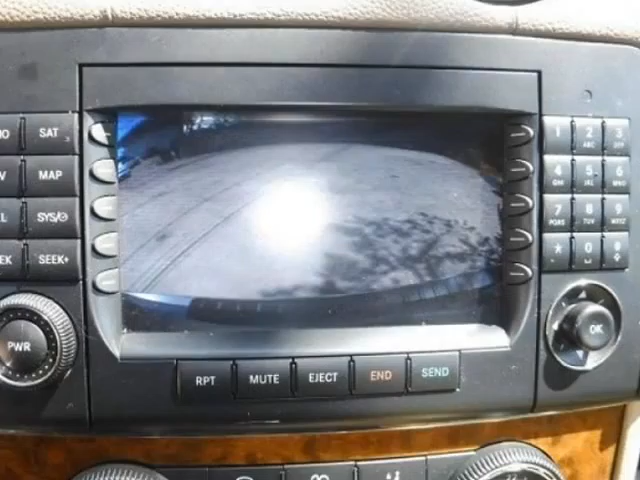 SAT
MAP
SYS
SEEK+
PWR
RPT MUTE EJECT END SEND
1 2 ABC 3 DEF
4 GHI 5 JKL 6 MNO
7 PQRS 8 TUV 9 WXYZ
* 0
OK